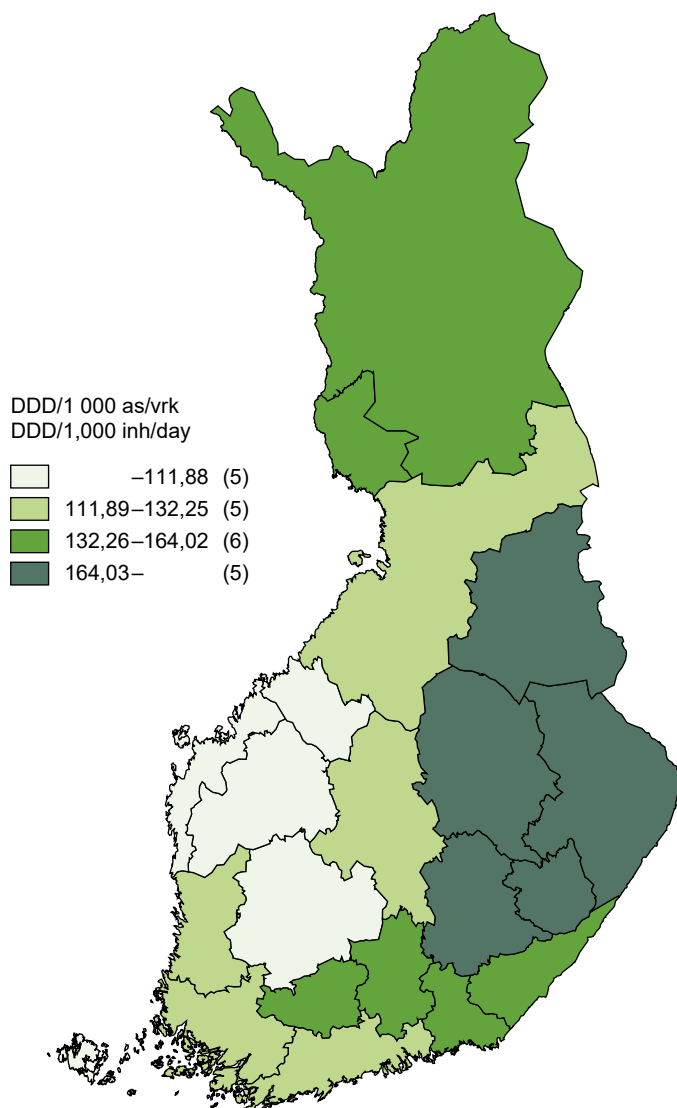 DDD/1 000 as/vrk
DDD/1,000 inh/day
–111,88 (5)
111,89–132,25 (5)
132,26–164,02 (6)
164,03– (5)